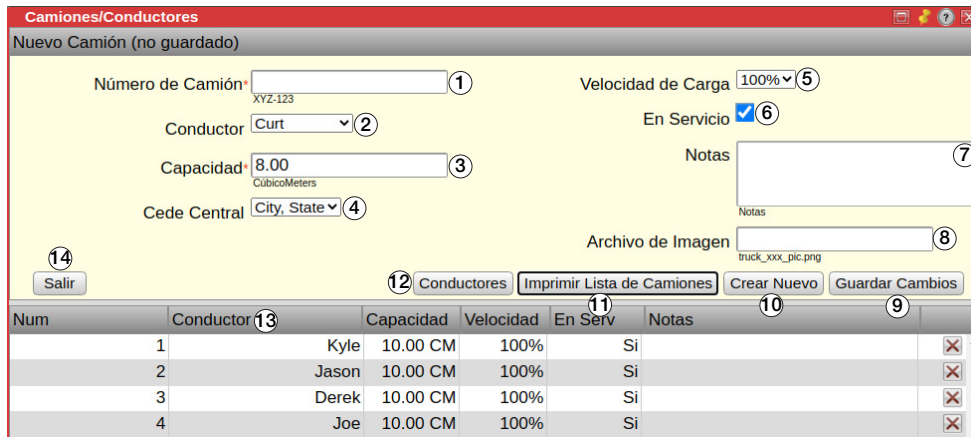 Camiones/Conductores
Nuevo Camión (no guardado)
Número de Camión* 1 Velocidad de Carga 100% 5
XYZ-123
Conductor Curt 2 En Servicio 6
Capacidad* 8.00 3 Notas 7
CúbicoMeters
Cede Central City, State 4 Notas
Archivo de Imagen 8
truck_xxx_pic.png
14
Salir 12 Conductores Imprimir Lista de Camiones Crear Nuevo Guardar Cambios
11 10 9
Num Conductor 13 Capacidad Velocidad En Serv Notas
1 Kyle 10.00 CM 100% Si
2 Jason 10.00 CM 100% Si
3 Derek 10.00 CM 100% Si
4 Joe 10.00 CM 100% Si